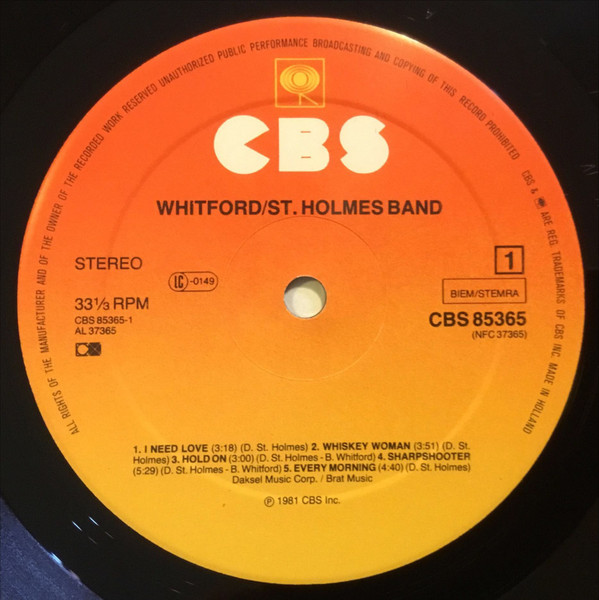 ALL RIGHTS OF THE MANUFACTURER AND OF THE OWNER OF THE RECORDED WORK RESERVED UNAUTHORIZED PUBLIC PERFORMANCE BROADCASTING AND COPYING OF THIS RECORD PROHIBITED
CBS & ARE REG. TRADEMARKS OF CBS INC. MADE IN HOLLAND
CBS
WHITFORD/ST. HOLMES BAND
STEREO
LC -0149
1
33⅓ RPM
BIEM/STEMRA
CBS 85365-1
CBS 85365
AL 37365
(NFC 37365)
1. I NEED LOVE (3:18) (D. St. Holmes) 2. WHISKEY WOMAN (3:51) (D. St.
Holmes) 3. HOLD ON (3:00) (D. St. Holmes - B. Whitford) 4. SHARPSHOOTER
(5:29) (D. St. Holmes - B. Whitford) 5. EVERY MORNING (4:40) (D. St. Holmes)
Daksel Music Corp. / Brat Music
℗ 1981 CBS Inc.